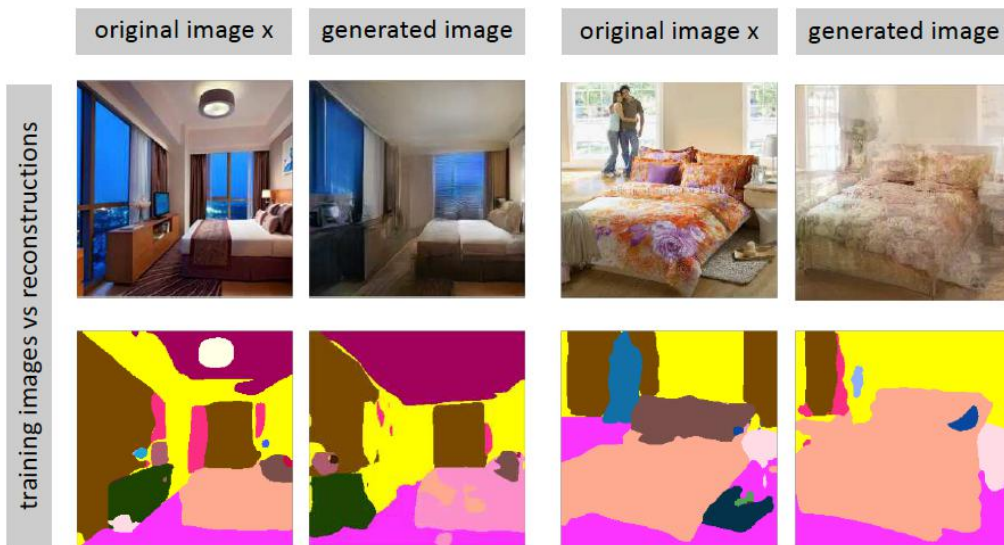 original image x
generated image
original image x
generated image
training images vs reconstructions